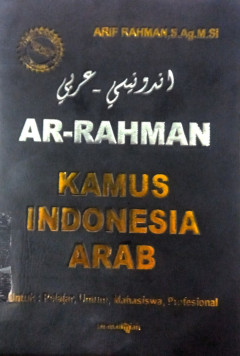 ARIF RAHMAN,S.Ag.M.SI
اندونيسي - عربي
AR-RAHMAN
KAMUS
INDONESIA
ARAB
Untuk : Pelajar, Umum, Mahasiswa, Profesional